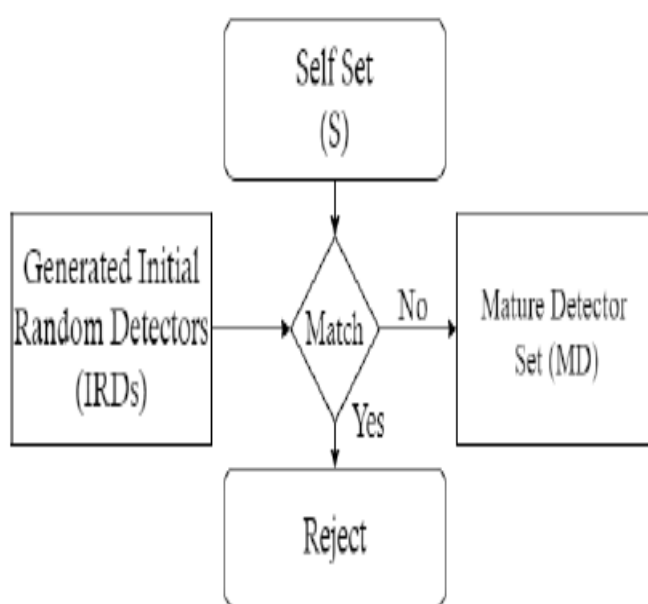 Self Set
(S)
Generated Initial
Random Detectors
(IRDs)
Match
No
Mature Detector
Set (MD)
Yes
Reject